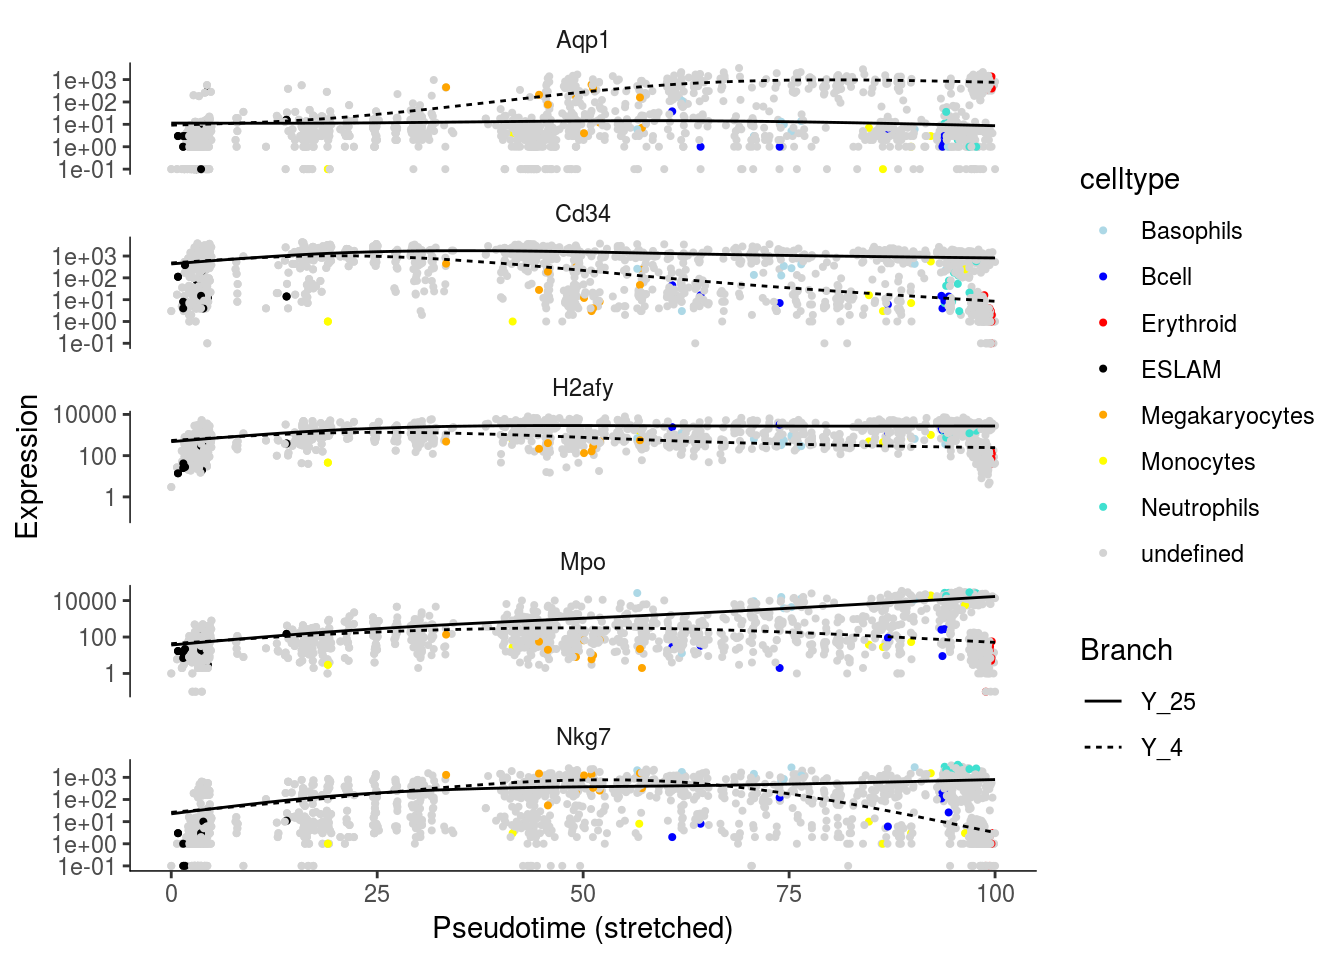 Aqp1
1e+03
1e+02
1e+01
1e+00
1e-01
Cd34
1e+03
1e+02
1e+01
1e+00
1e-01
H2afy
10000
100
1
Mpo
10000
100
1
Nkg7
1e+03
1e+02
1e+01
1e+00
1e-01
0
25
50
75
100
Pseudotime (stretched)
Expression
celltype
Basophils
Bcell
Erythroid
ESLAM
Megakaryocytes
Monocytes
Neutrophils
undefined
Branch
Y_25
Y_4